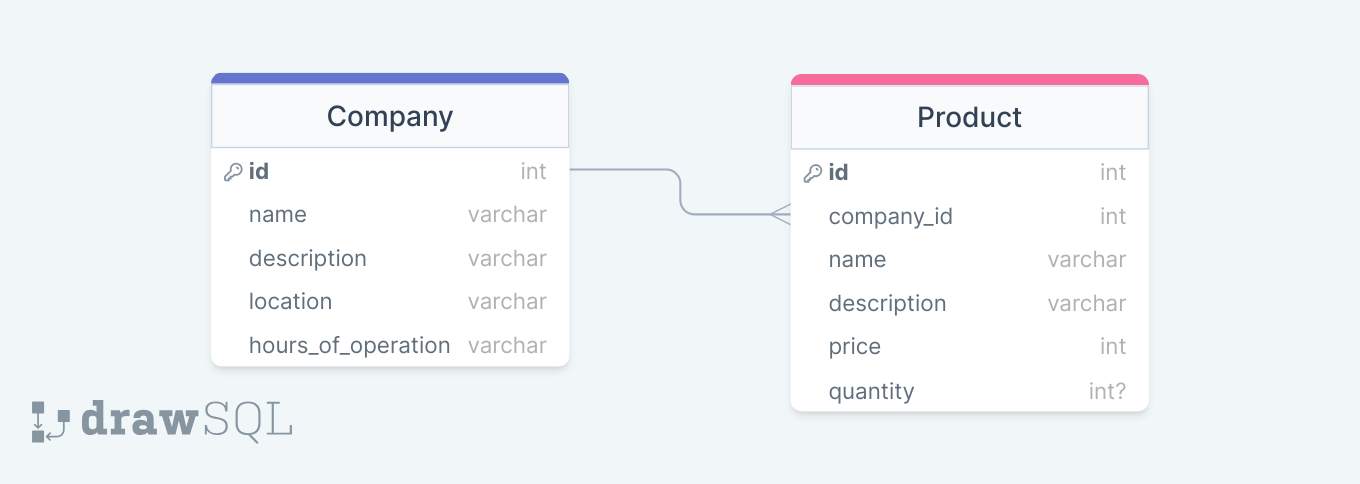 Company
id int
name varchar
description varchar
location varchar
hours_of_operation varchar
Product
id int
company_id int
name varchar
description varchar
price int
quantity int?
drawSQL